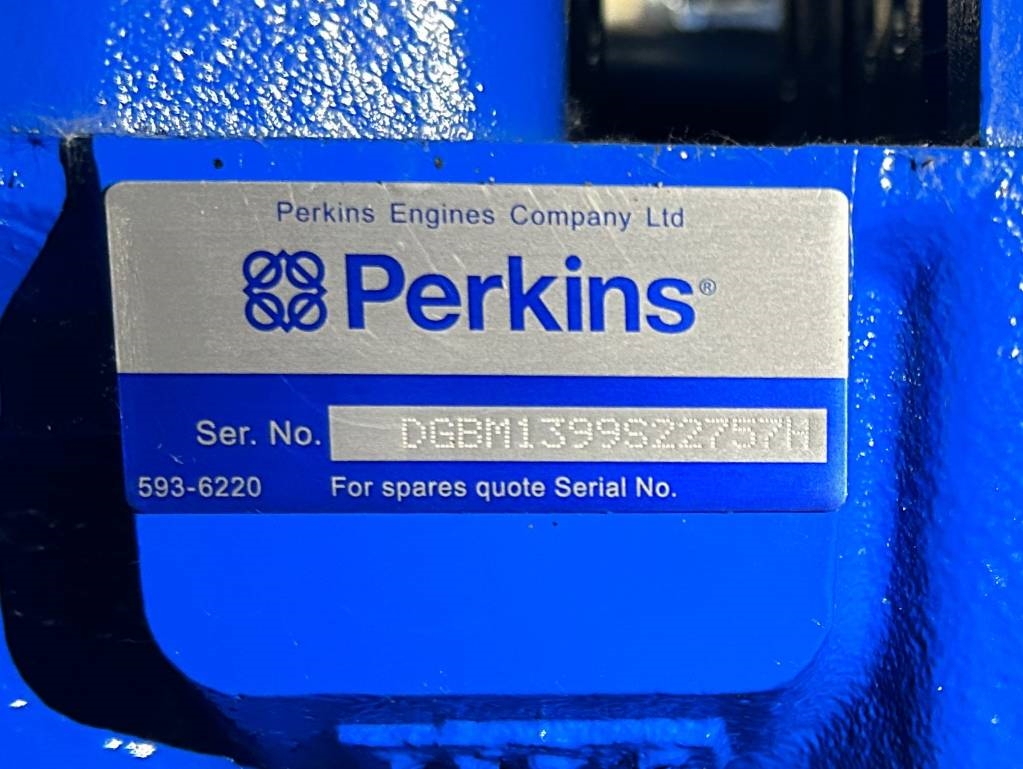 Perkins Engines Company Ltd
Perkins®
Ser. No. DGBM1399S22757H
593-6220 For spares quote Serial No.